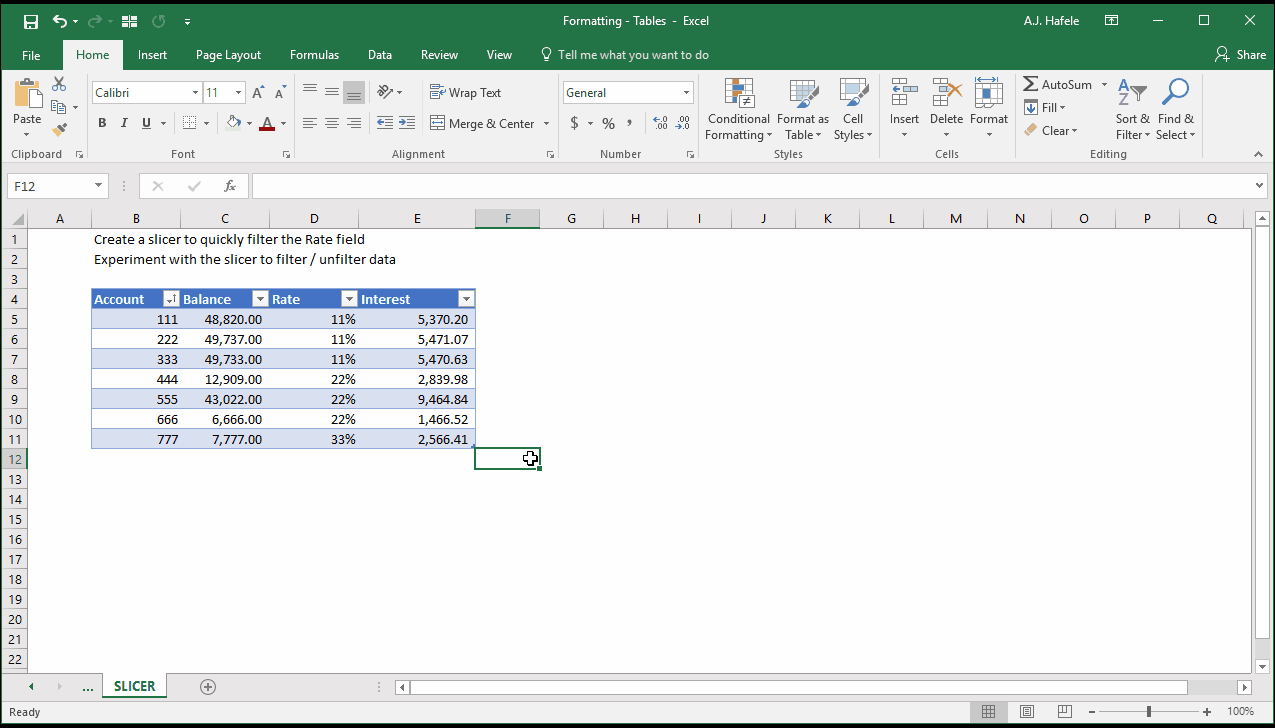 Formatting - Tables - Excel A.J. Hafele
File Home Insert Page Layout Formulas Data Review View Tell me what you want to do Share
Paste Calibri 11 A A Wrap Text General Conditional Formatting Format as Table Cell Styles Insert Delete Format AutoSum Fill Clear Sort & Filter Find & Select
B I U A Merge & Center $ % ,
Clipboard Font Alignment Number Styles Cells Editing
F12 fx
A B C D E F G H I J K L M N O P Q
1 Create a slicer to quickly filter the Rate field
2 Experiment with the slicer to filter / unfilter data
3
4 Account Balance Rate Interest
5 111 48,820.00 11% 5,370.20
6 222 49,737.00 11% 5,471.07
7 333 49,733.00 11% 5,470.63
8 444 12,909.00 22% 2,839.98
9 555 43,022.00 22% 9,464.84
10 666 6,666.00 22% 1,466.52
11 777 7,777.00 33% 2,566.41
12
13
14
15
16
17
18
19
20
21
22
... SLICER
Ready 100%